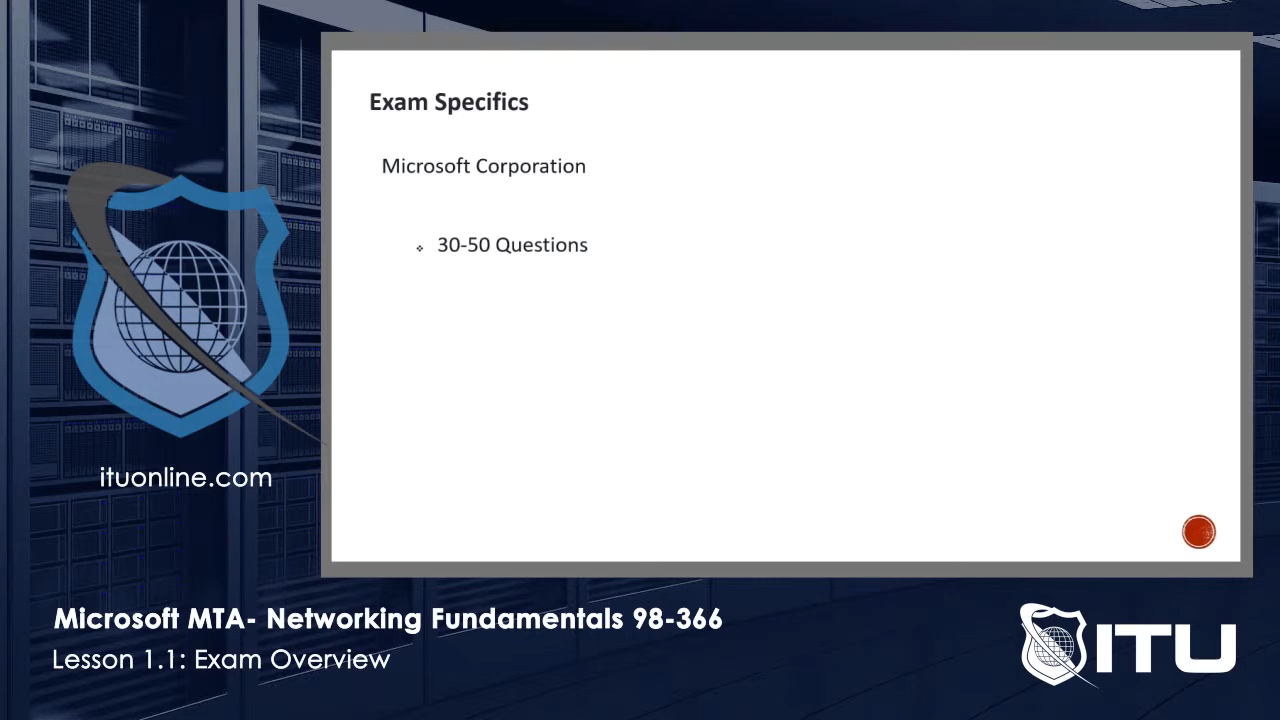 Exam Specifics
Microsoft Corporation
30-50 Questions
ituonline.com
Microsoft MTA- Networking Fundamentals 98-366
Lesson 1.1: Exam Overview
ITU